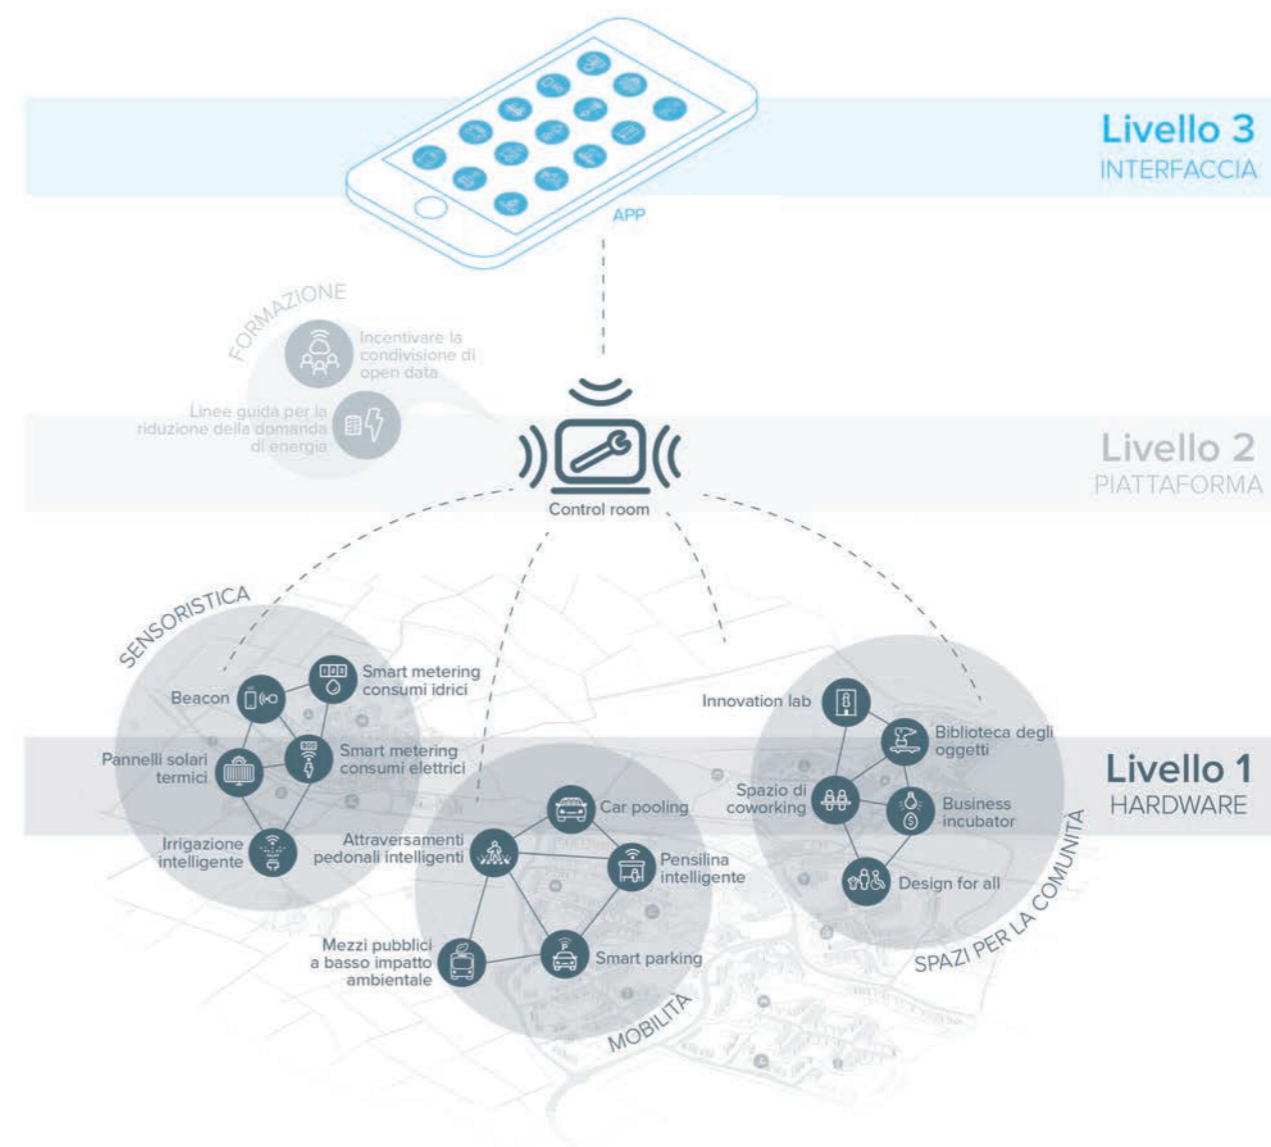 Livello 3
INTERFACCIA
APP
FORMAZIONE
Incentivare la
condivisione di
open data
Linee guida per la
riduzione della domanda
di energia
Livello 2
PIATTAFORMA
Control room
SENSORISTICA
Smart metering
consumi idrici
Beacon
Pannelli solari
termici
Smart metering
consumi elettrici
Irrigazione
intelligente
Car pooling
Attraversamenti
pedonali intelligenti
Pensilina
intelligente
Mezzi pubblici
a basso impatto
ambientale
Smart parking
MOBILITÀ
Innovation lab
Biblioteca degli
oggetti
Spazio di
coworking
Business
incubator
Design for all
SPAZI PER LA COMUNITÀ
Livello 1
HARDWARE